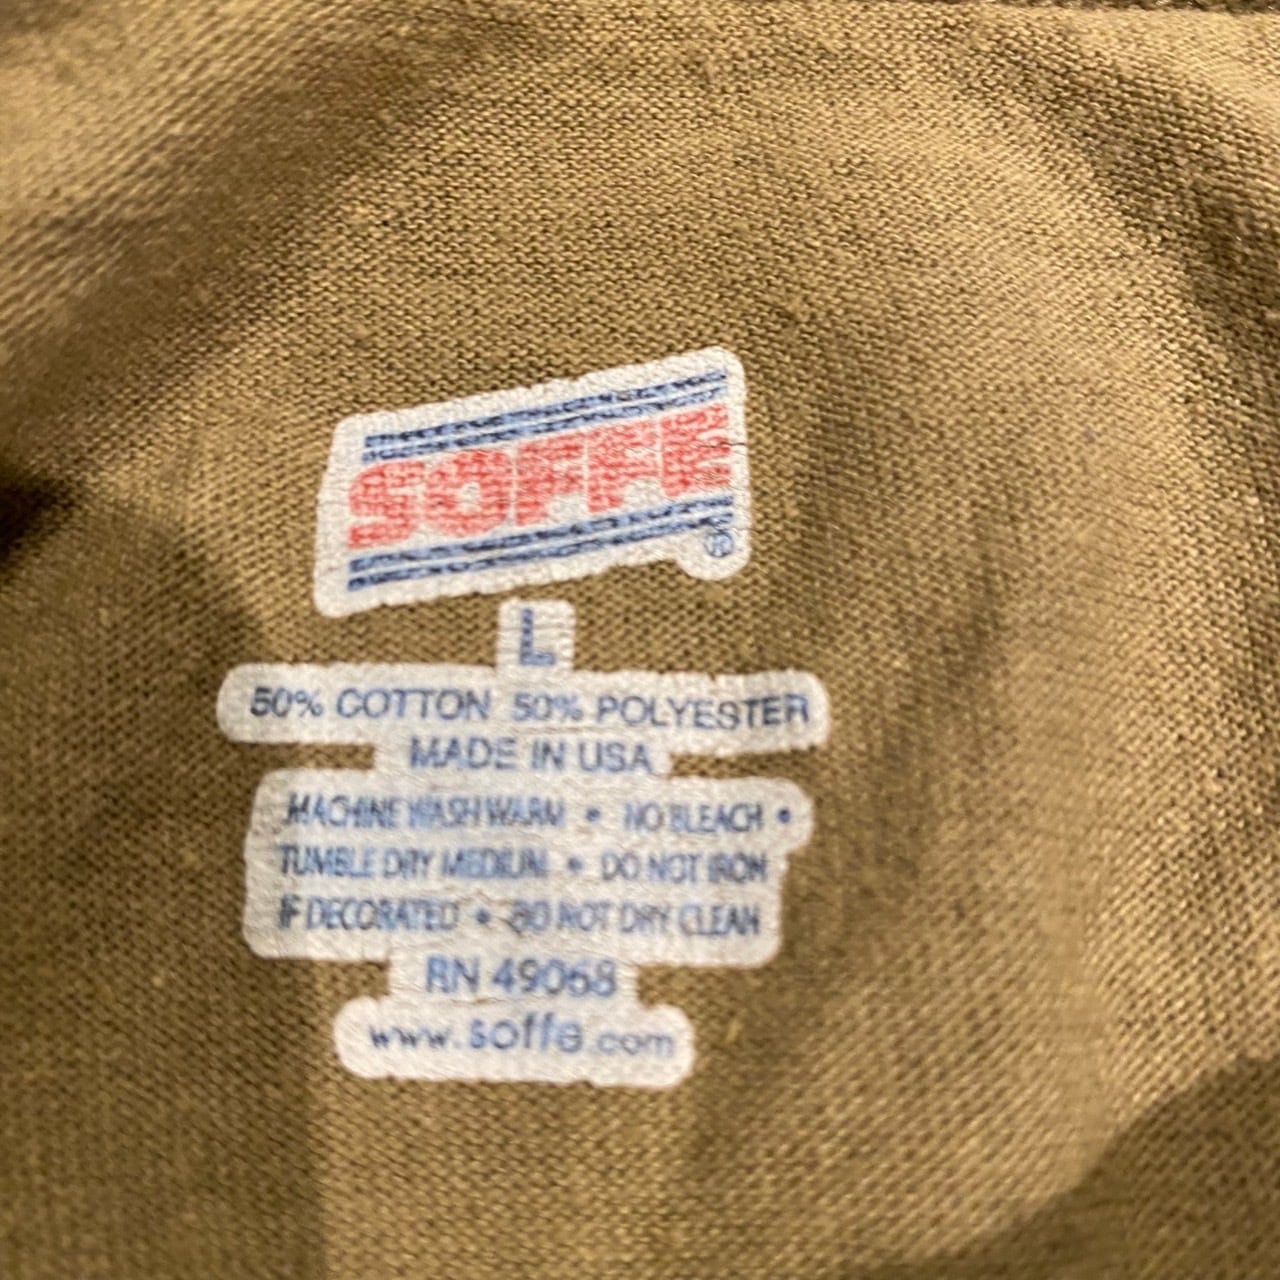 SOFFE ®
L
50% COTTON 50% POLYESTER
MADE IN USA
MACHINE WASH WARM • NO BLEACH •
TUMBLE DRY MEDIUM • DO NOT IRON
IF DECORATED • DO NOT DRY CLEAN
RN 49068
www.soffe.com